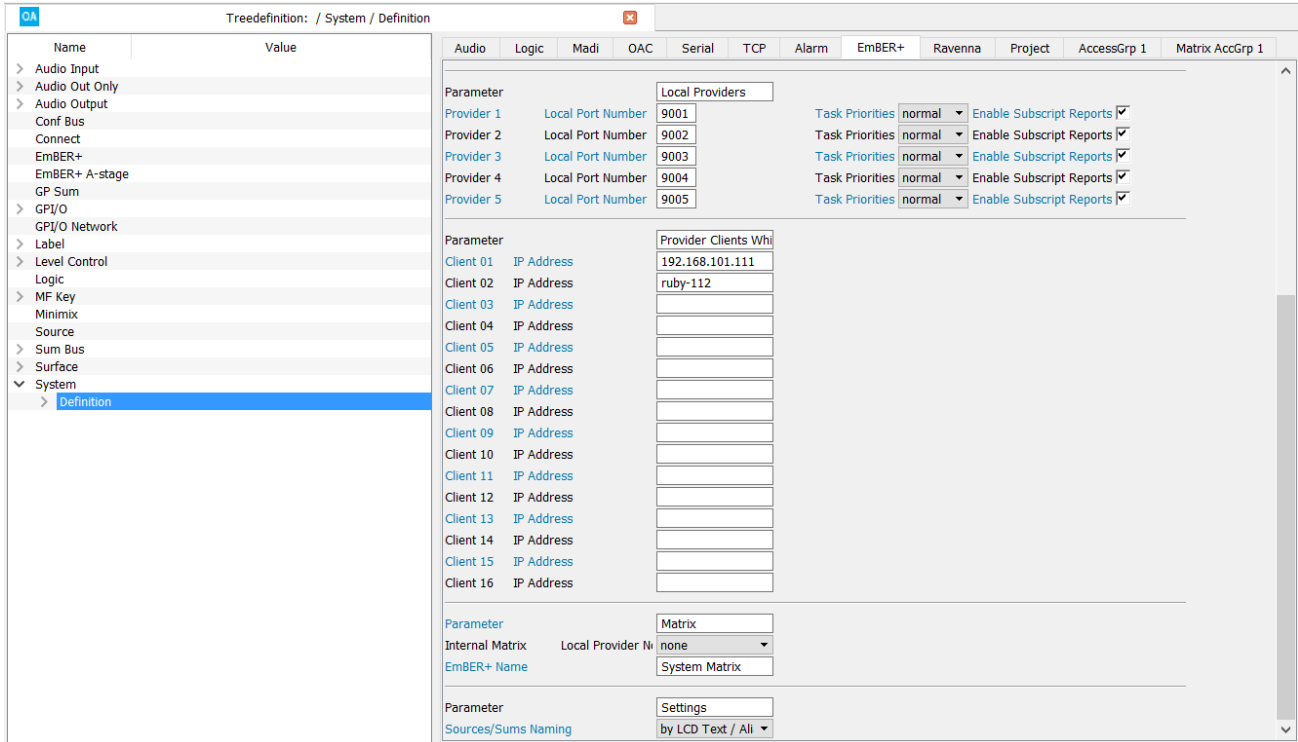 OA Treedefinition: / System / Definition
Name Value
Audio Input
Audio Out Only
Audio Output
Conf Bus
Connect
EmBER+
EmBER+ A-stage
GP Sum
GPI/O
GPI/O Network
Label
Level Control
Logic
MF Key
Minimix
Source
Sum Bus
Surface
System
Definition
Audio Logic Madi OAC Serial TCP Alarm EmBER+ Ravenna Project AccessGrp 1 Matrix AccGrp 1
Parameter Local Providers
Provider 1 Local Port Number 9001 Task Priorities normal Enable Subscript Reports
Provider 2 Local Port Number 9002 Task Priorities normal Enable Subscript Reports
Provider 3 Local Port Number 9003 Task Priorities normal Enable Subscript Reports
Provider 4 Local Port Number 9004 Task Priorities normal Enable Subscript Reports
Provider 5 Local Port Number 9005 Task Priorities normal Enable Subscript Reports
Parameter Provider Clients Whi
Client 01 IP Address 192.168.101.111
Client 02 IP Address ruby-112
Client 03 IP Address
Client 04 IP Address
Client 05 IP Address
Client 06 IP Address
Client 07 IP Address
Client 08 IP Address
Client 09 IP Address
Client 10 IP Address
Client 11 IP Address
Client 12 IP Address
Client 13 IP Address
Client 14 IP Address
Client 15 IP Address
Client 16 IP Address
Parameter Matrix
Internal Matrix Local Provider N none
EmBER+ Name System Matrix
Parameter Settings
Sources/Sums Naming by LCD Text / Ali